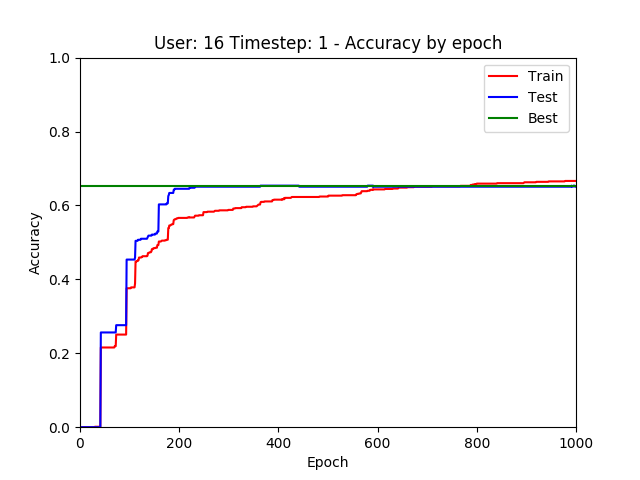 User: 16 Timestep: 1 - Accuracy by epoch
1.0
0.8
0.6
0.4
0.2
0.0
Accuracy
Train
Test
Best
0 200 400 600 800 1000
Epoch